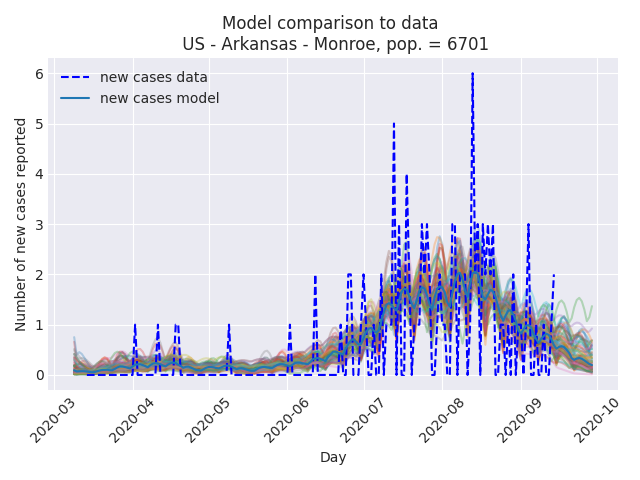 Model comparison to data
US - Arkansas - Monroe, pop. = 6701
new cases data
new cases model
Number of new cases reported
6
5
4
3
2
1
0
2020-03
2020-04
2020-05
2020-06
2020-07
2020-08
2020-09
2020-10
Day